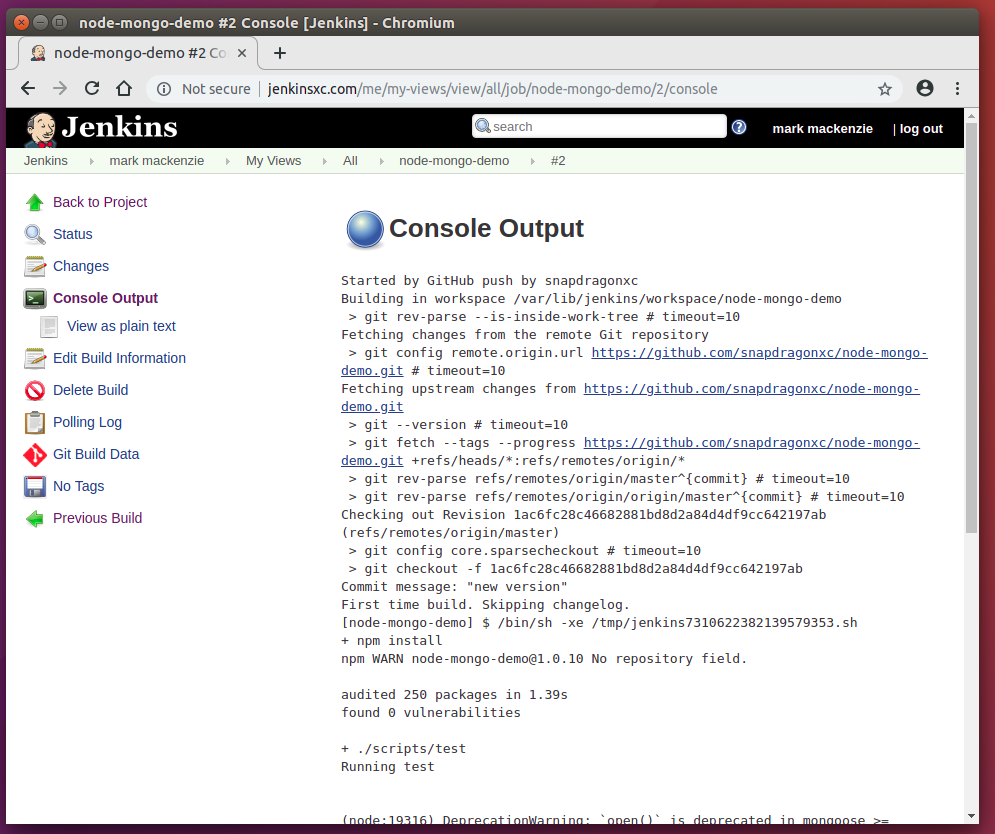 node-mongo-demo #2 Console [Jenkins] - Chromium
node-mongo-demo #2 Co
Not secure | jenkinsxc.com/me/my-views/view/all/job/node-mongo-demo/2/console
Jenkins
search
mark mackenzie | log out
Jenkins mark mackenzie My Views All node-mongo-demo #2
Back to Project
Status
Changes
Console Output
View as plain text
Edit Build Information
Delete Build
Polling Log
Git Build Data
No Tags
Previous Build
Console Output
Started by GitHub push by snapdragonxc
Building in workspace /var/lib/jenkins/workspace/node-mongo-demo
> git rev-parse --is-inside-work-tree # timeout=10
Fetching changes from the remote Git repository
> git config remote.origin.url https://github.com/snapdragonxc/node-mongo-
demo.git # timeout=10
Fetching upstream changes from https://github.com/snapdragonxc/node-mongo-
demo.git
> git --version # timeout=10
> git fetch --tags --progress https://github.com/snapdragonxc/node-mongo-
demo.git +refs/heads/*:refs/remotes/origin/*
> git rev-parse refs/remotes/origin/master^{commit} # timeout=10
> git rev-parse refs/remotes/origin/origin/master^{commit} # timeout=10
Checking out Revision 1ac6fc28c46682881bd8d2a84d4df9cc642197ab
(refs/remotes/origin/master)
> git config core.sparsecheckout # timeout=10
> git checkout -f 1ac6fc28c46682881bd8d2a84d4df9cc642197ab
Commit message: "new version"
First time build. Skipping changelog.
[node-mongo-demo] $ /bin/sh -xe /tmp/jenkins7310622382139579353.sh
+ npm install
npm WARN node-mongo-demo@1.0.10 No repository field.
audited 250 packages in 1.39s
found 0 vulnerabilities
+ ./scripts/test
Running test
(node:19316) DeprecationWarning: `open()` is deprecated in mongoose >=